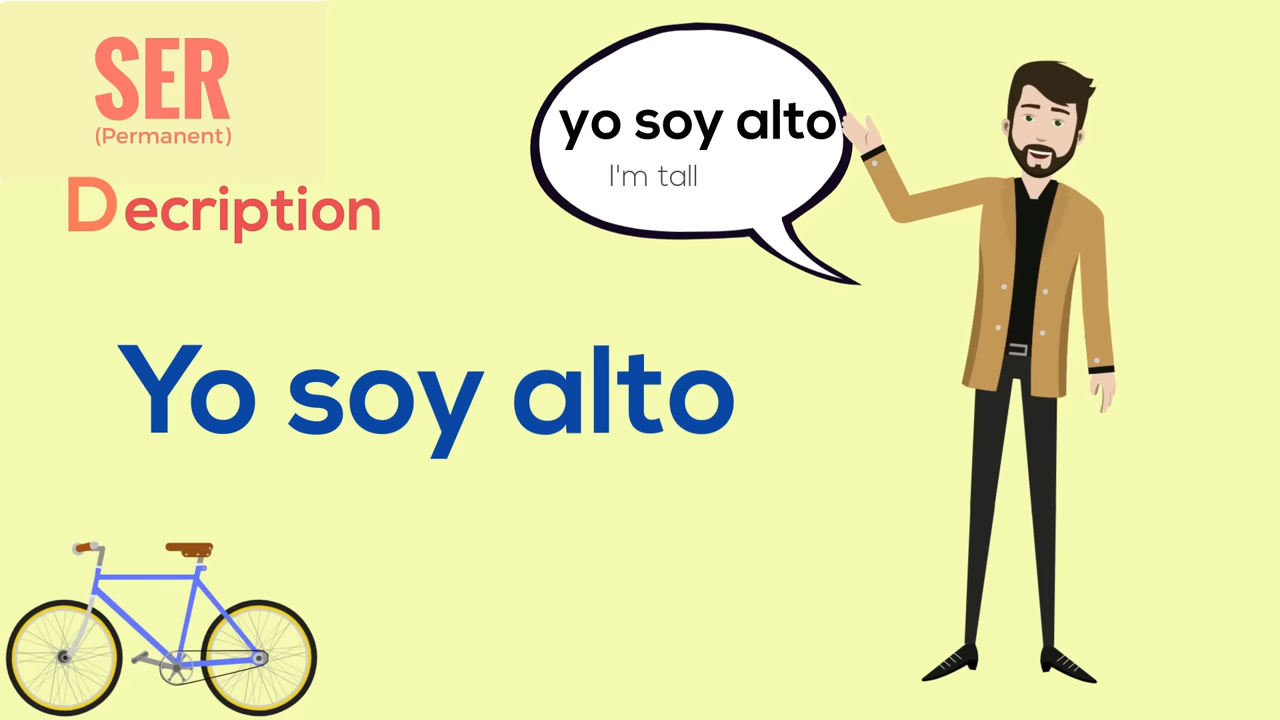 SER
(Permanent)
Decription
yo soy alto
I'm tall
Yo soy alto